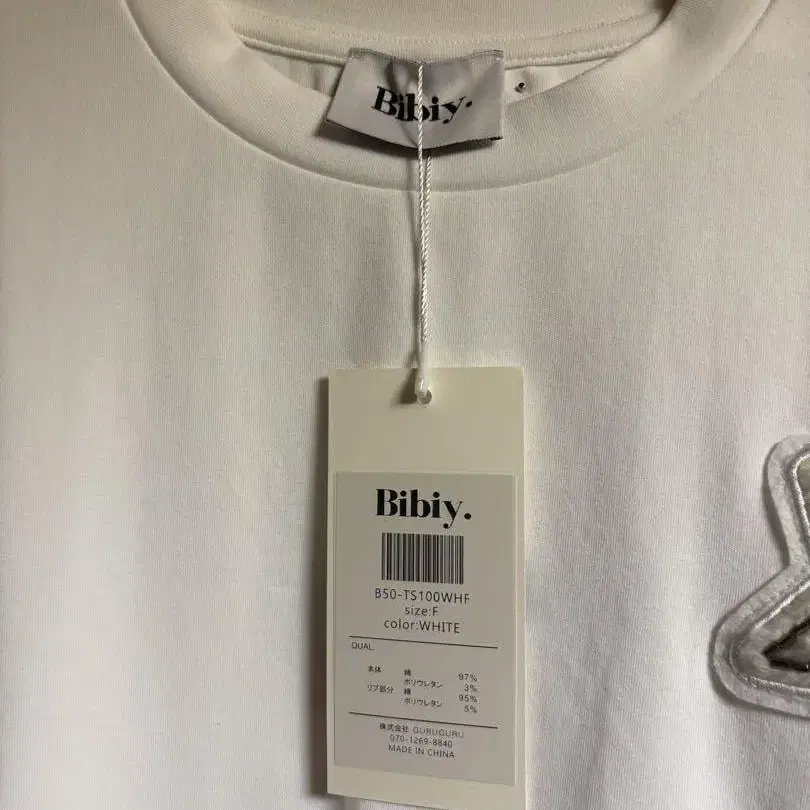 Bibiy.
Bibiy.
B50-TS100WHF
size:F
color:WHITE
QUAL.
本体 綿 97%
ポリウレタン 3%
リブ部分 綿 95%
ポリウレタン 5%
株式会社 GURUGURU
070-1269-8840
MADE IN CHINA